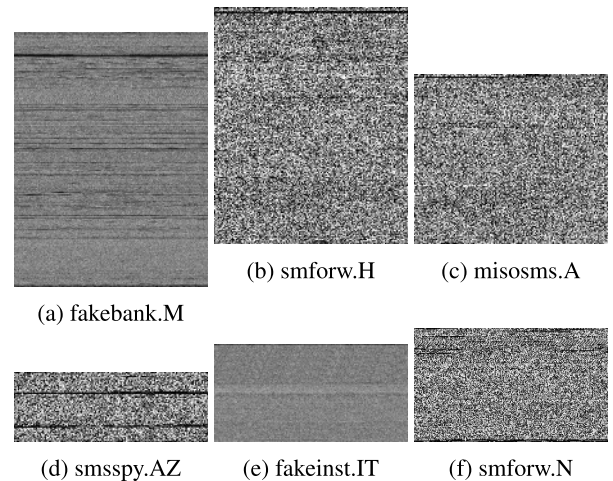 (a) fakebank.M
(b) smforw.H
(c) misosms.A
(d) smsspy.AZ
(e) fakeinst.IT
(f) smforw.N